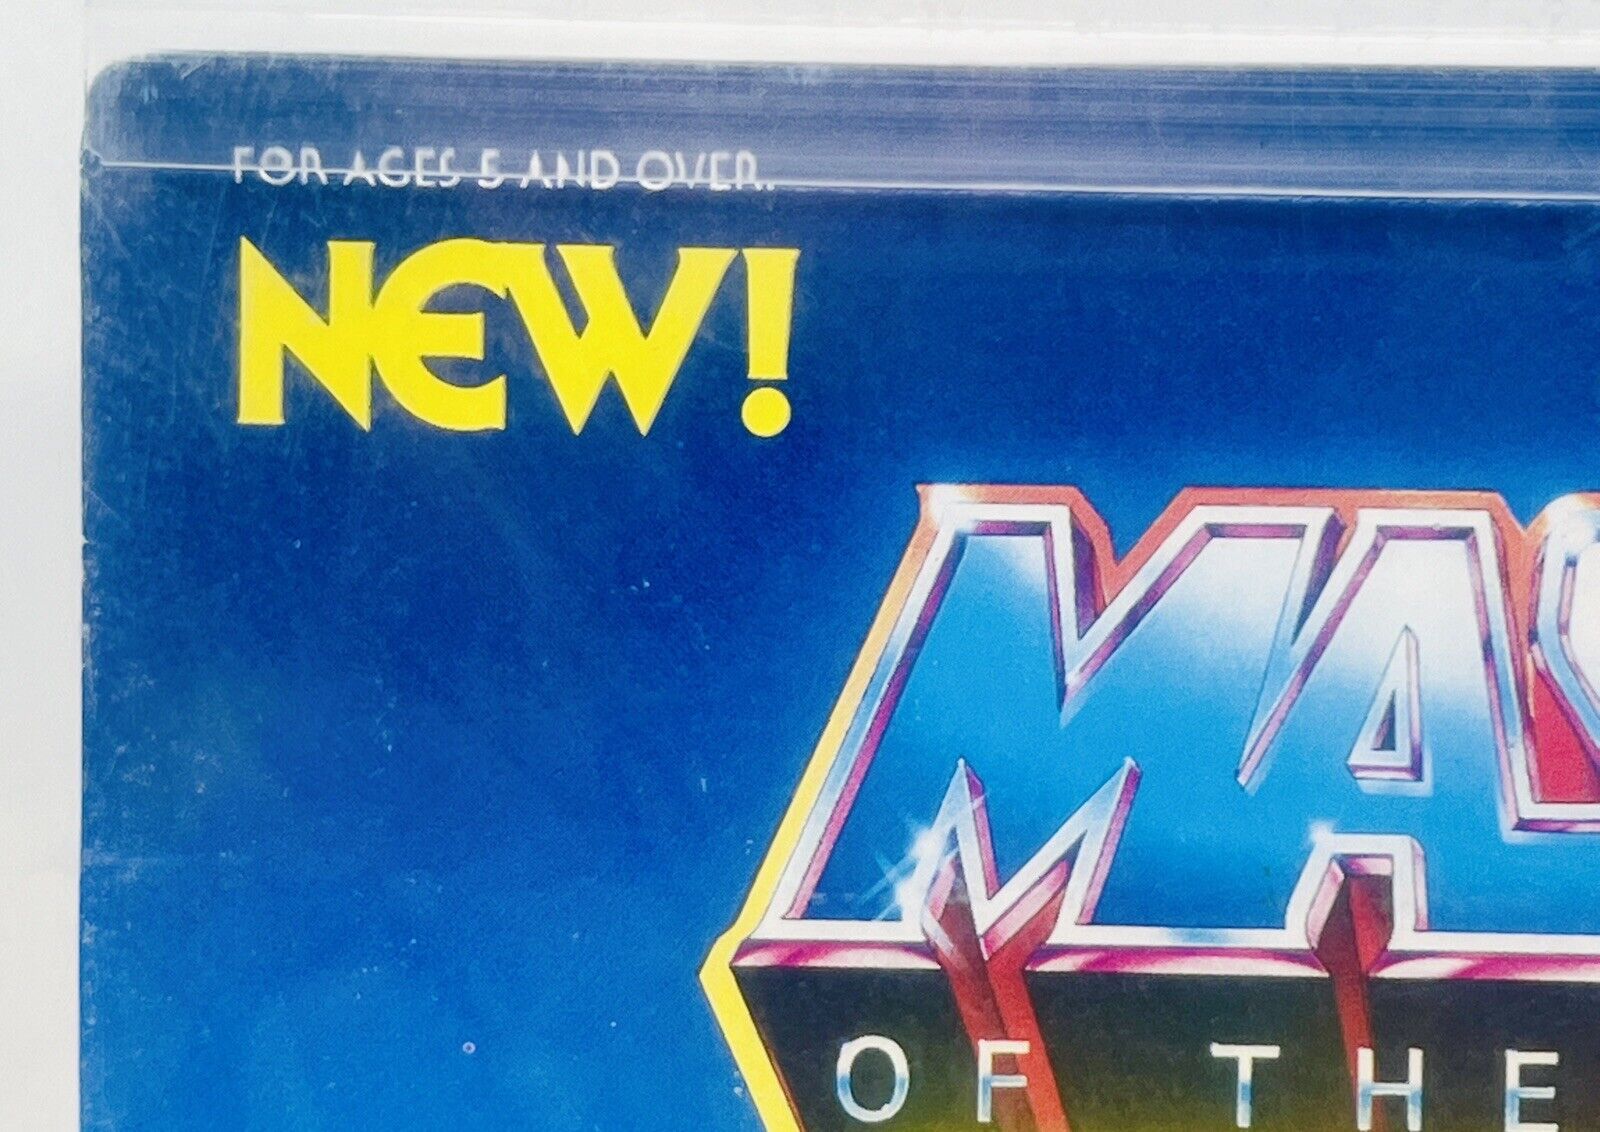 FOR AGES 5 AND OVER.
NEW!
MAS
OF THE